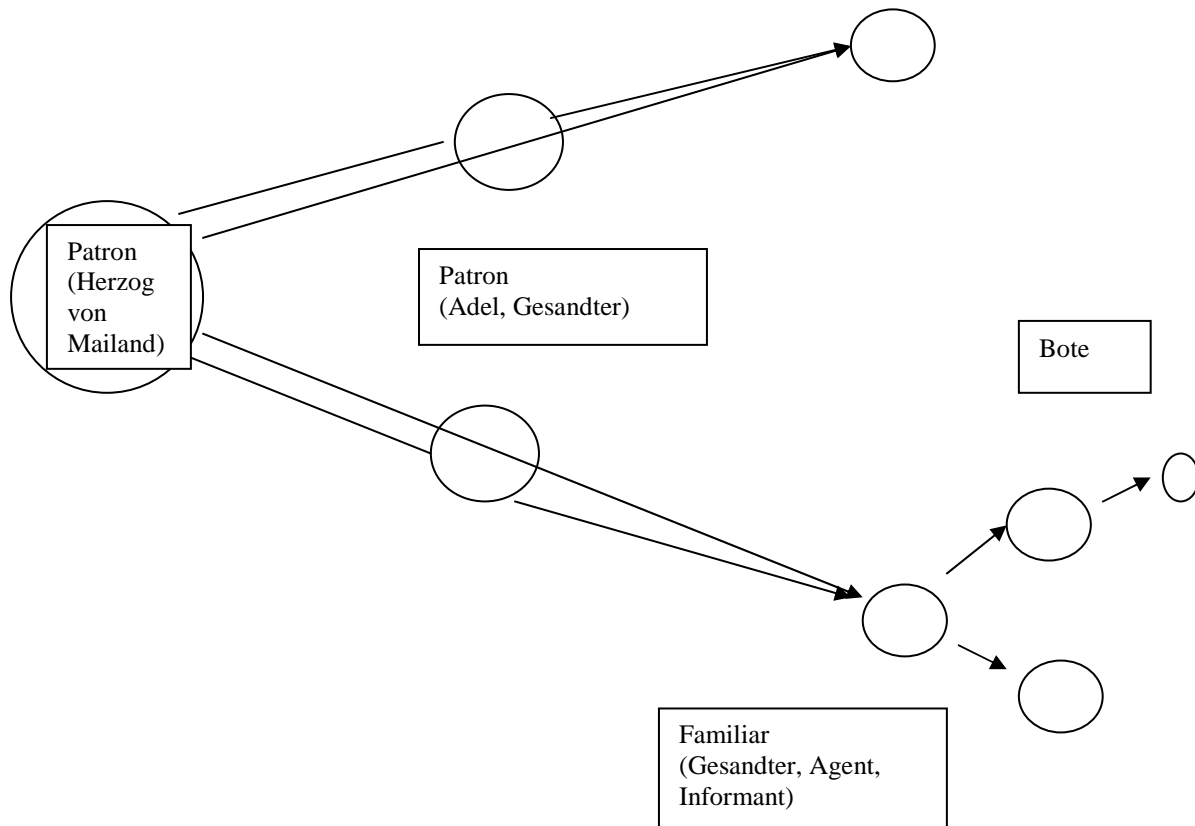 Patron
(Herzog
von
Mailand)
Patron
(Adel, Gesandter)
Bote
Familiar
(Gesandter, Agent,
Informant)